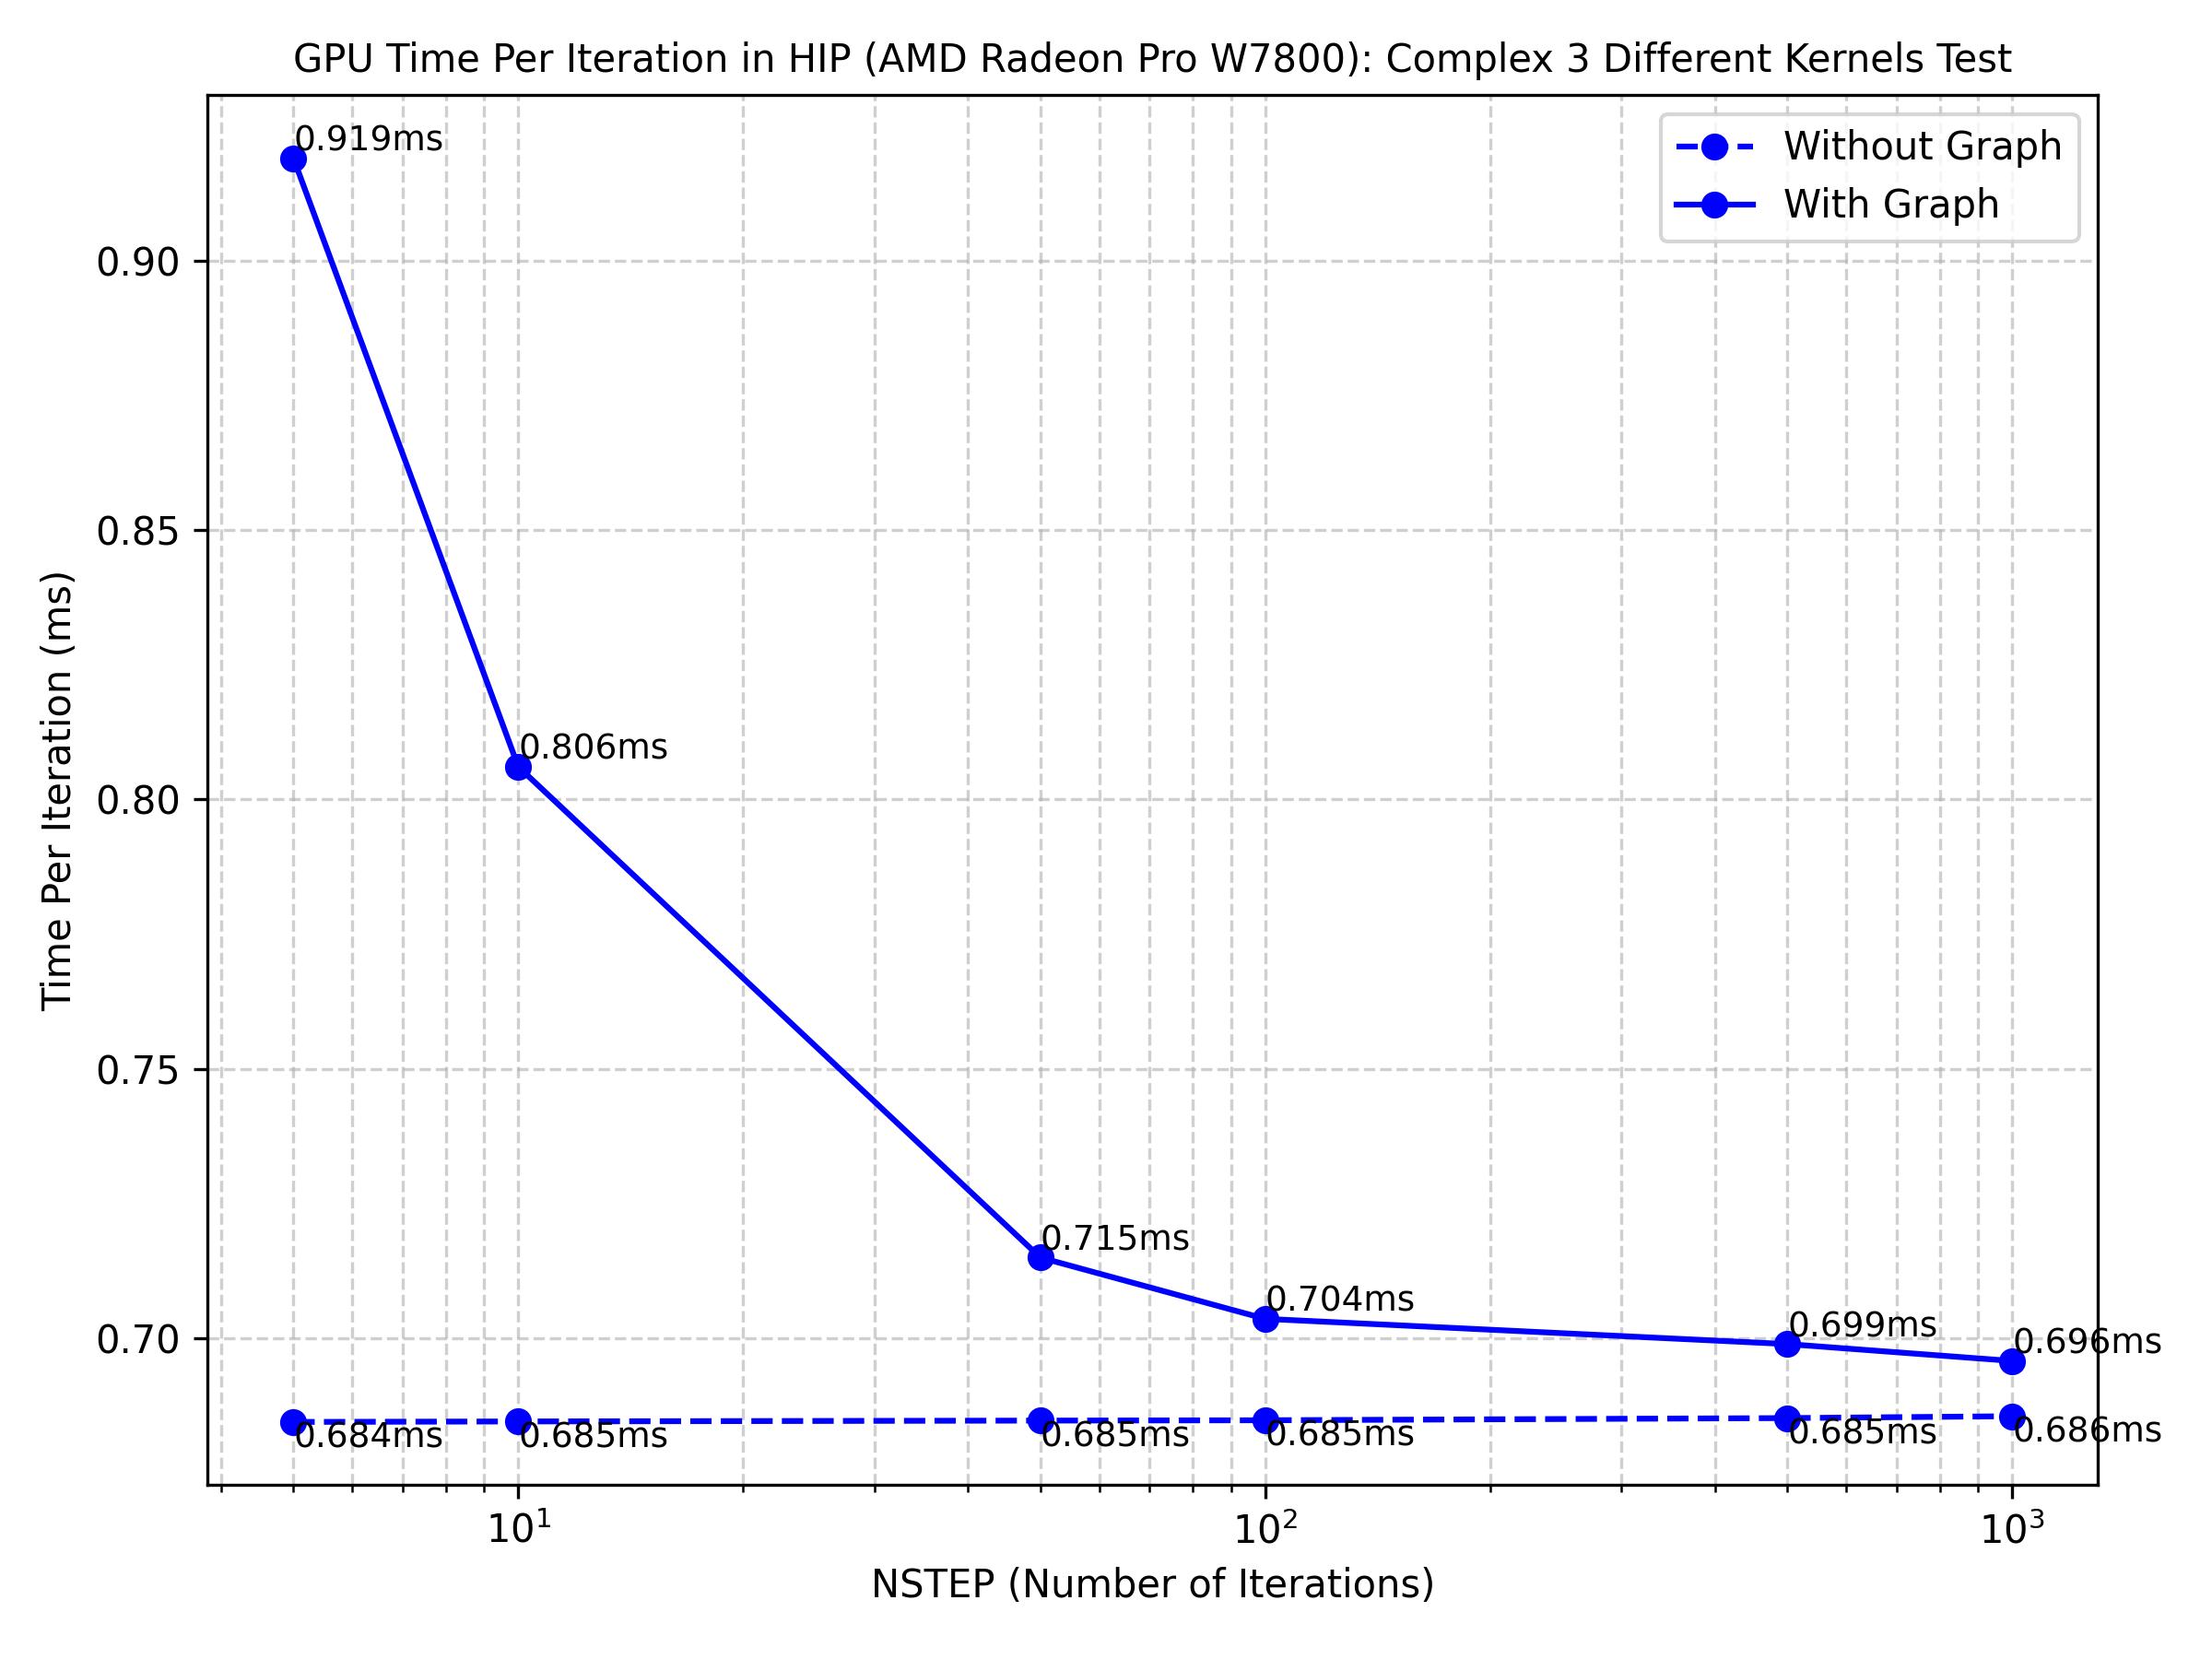 GPU Time Per Iteration in HIP (AMD Radeon Pro W7800): Complex 3 Different Kernels Test
Without Graph
With Graph
0.919ms
0.806ms
0.715ms
0.704ms
0.699ms
0.696ms
0.684ms
0.685ms
0.685ms
0.685ms
0.685ms
0.686ms
0.90
0.85
0.80
0.75
0.70
Time Per Iteration (ms)
10¹
10²
10³
NSTEP (Number of Iterations)